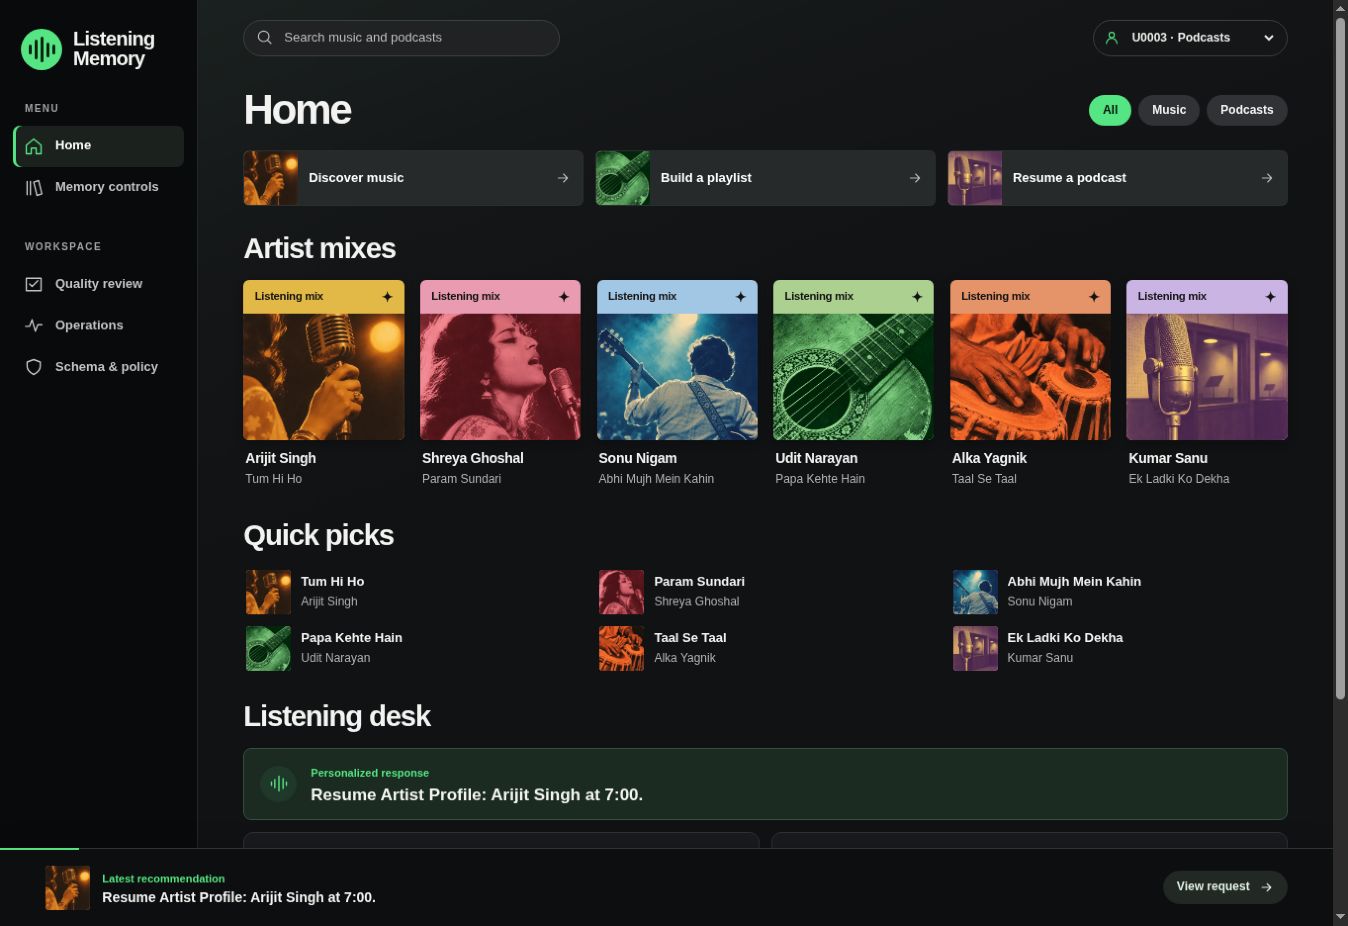 Listening
Memory
MENU
Home
Memory controls
WORKSPACE
Quality review
Operations
Schema & policy
Search music and podcasts
U0003 · Podcasts
Home
All
Music
Podcasts
Discover music
Build a playlist
Resume a podcast
Artist mixes
Listening mix
Listening mix
Listening mix
Listening mix
Listening mix
Listening mix
Arijit Singh
Tum Hi Ho
Shreya Ghoshal
Param Sundari
Sonu Nigam
Abhi Mujh Mein Kahin
Udit Narayan
Papa Kehte Hain
Alka Yagnik
Taal Se Taal
Kumar Sanu
Ek Ladki Ko Dekha
Quick picks
Tum Hi Ho
Arijit Singh
Param Sundari
Shreya Ghoshal
Abhi Mujh Mein Kahin
Sonu Nigam
Papa Kehte Hain
Udit Narayan
Taal Se Taal
Alka Yagnik
Ek Ladki Ko Dekha
Kumar Sanu
Listening desk
Personalized response
Resume Artist Profile: Arijit Singh at 7:00.
Latest recommendation
Resume Artist Profile: Arijit Singh at 7:00.
View request